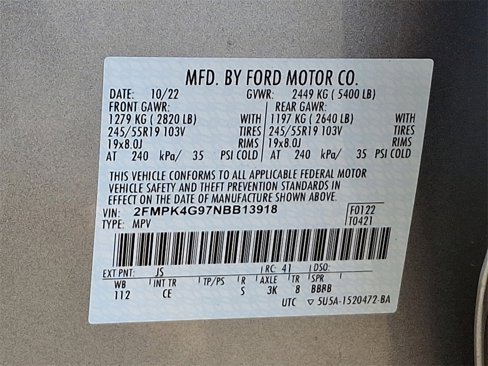 MFD. BY FORD MOTOR CO.
DATE: 10/22 GVWR: 2449 KG ( 5400 LB)
FRONT GAWR: REAR GAWR:
1279 KG ( 2820 LB) WITH 1197 KG ( 2640 LB) WITH
245/55R19 103V TIRES 245/55R19 103V TIRES
19x8.0J RIMS 19x8.0J RIMS
AT 240 kPa/ 35 PSI COLD AT 240 kPa/ 35 PSI COLD
THIS VEHICLE CONFORMS TO ALL APPLICABLE FEDERAL MOTOR
VEHICLE SAFETY AND THEFT PREVENTION STANDARDS IN
EFFECT ON THE DATE OF MANUFACTURE SHOWN ABOVE.
VIN: 2FMPK4G97NBB13918 F0122
TYPE: MPV T0421
EXT PNT: JS RC: 41 DSO:
WB INT TR TP/PS R AXLE TR SPR
112 CE S 3K 8 BBRB
UTC ▽ 5U5A-1520472-BA